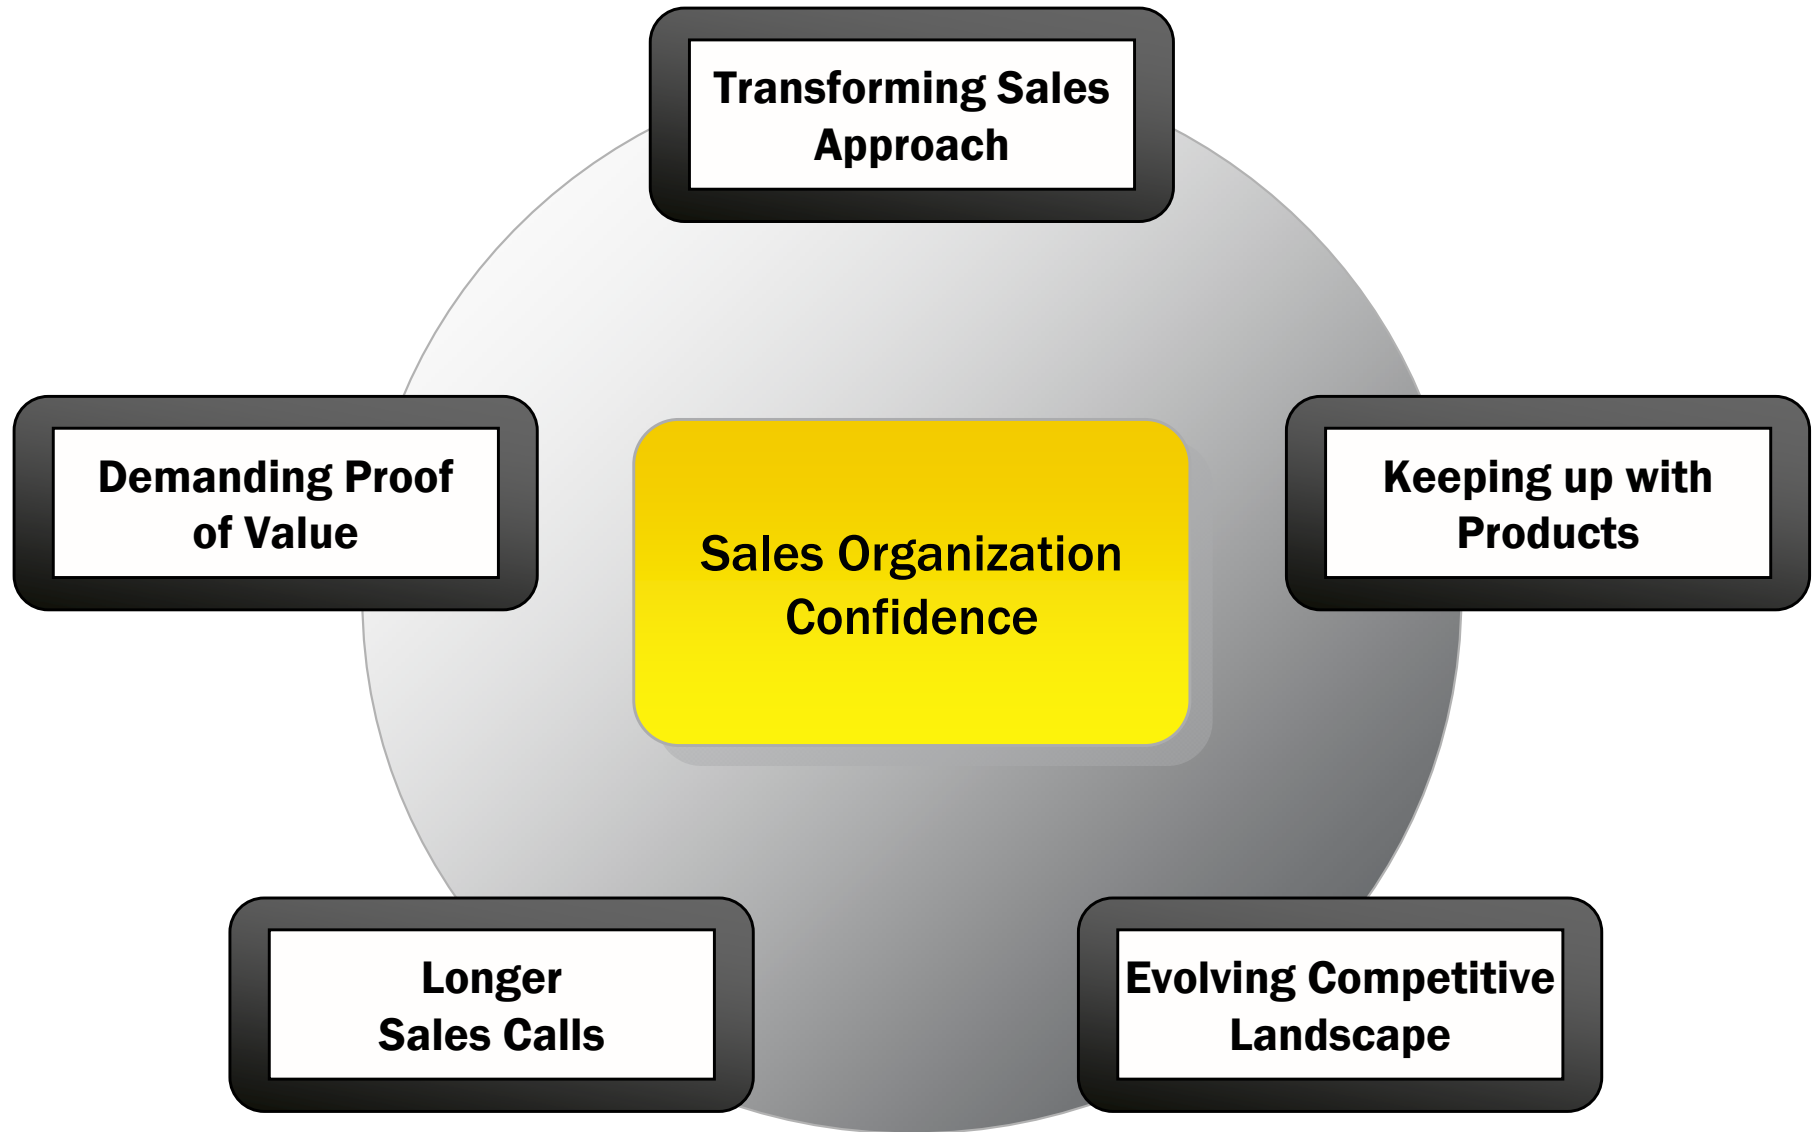 Transforming Sales
Approach
Demanding Proof
of Value
Sales Organization
Confidence
Keeping up with
Products
Longer
Sales Calls
Evolving Competitive
Landscape